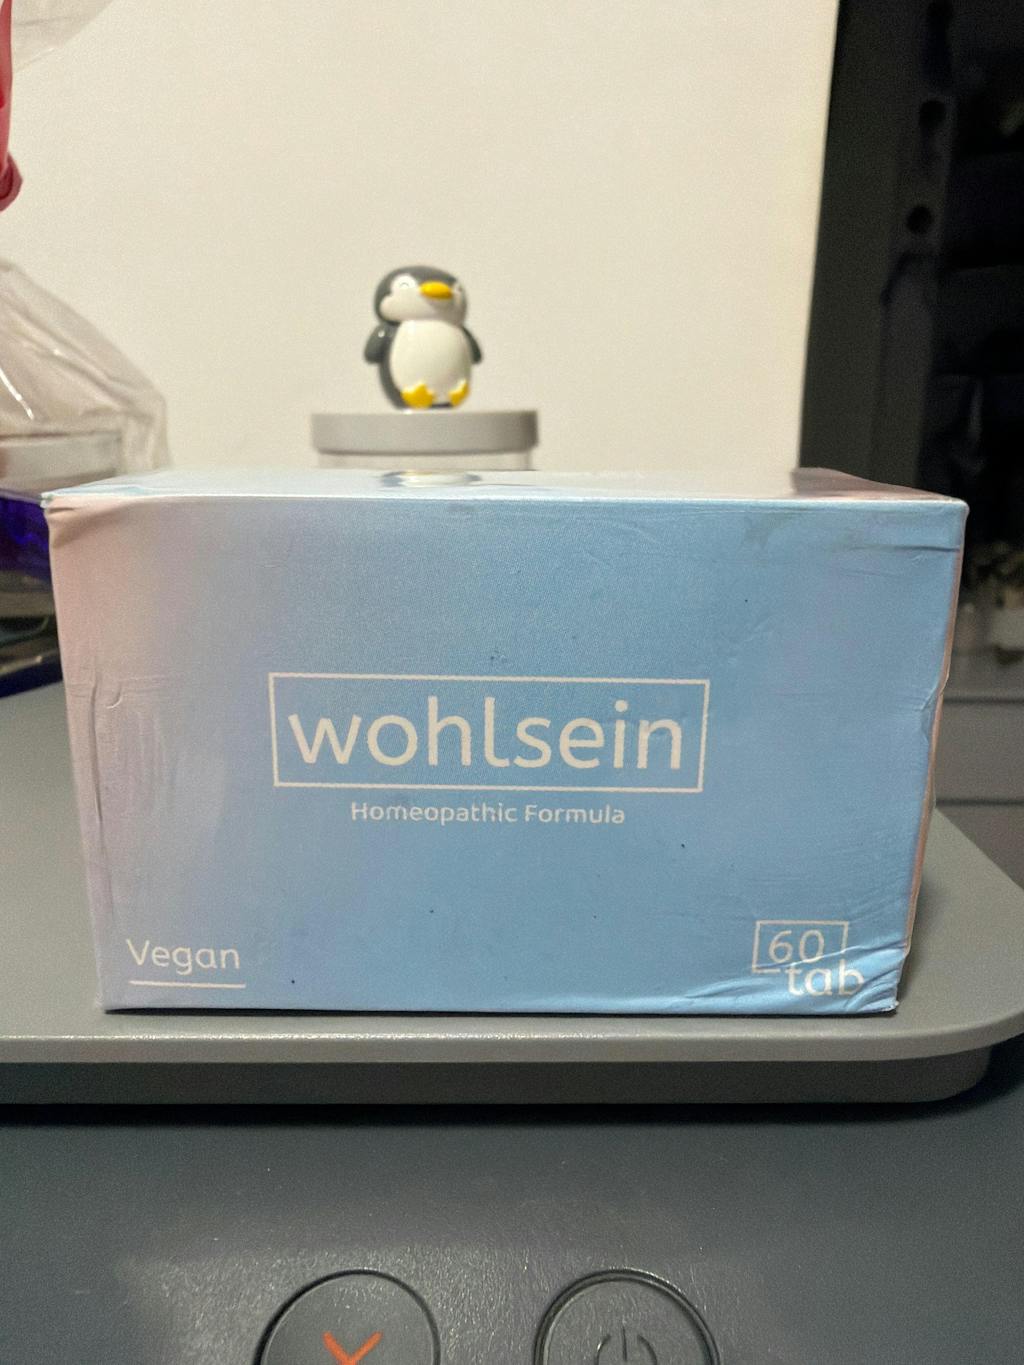 wohlsein
Homeopathic Formula
Vegan
60
tab